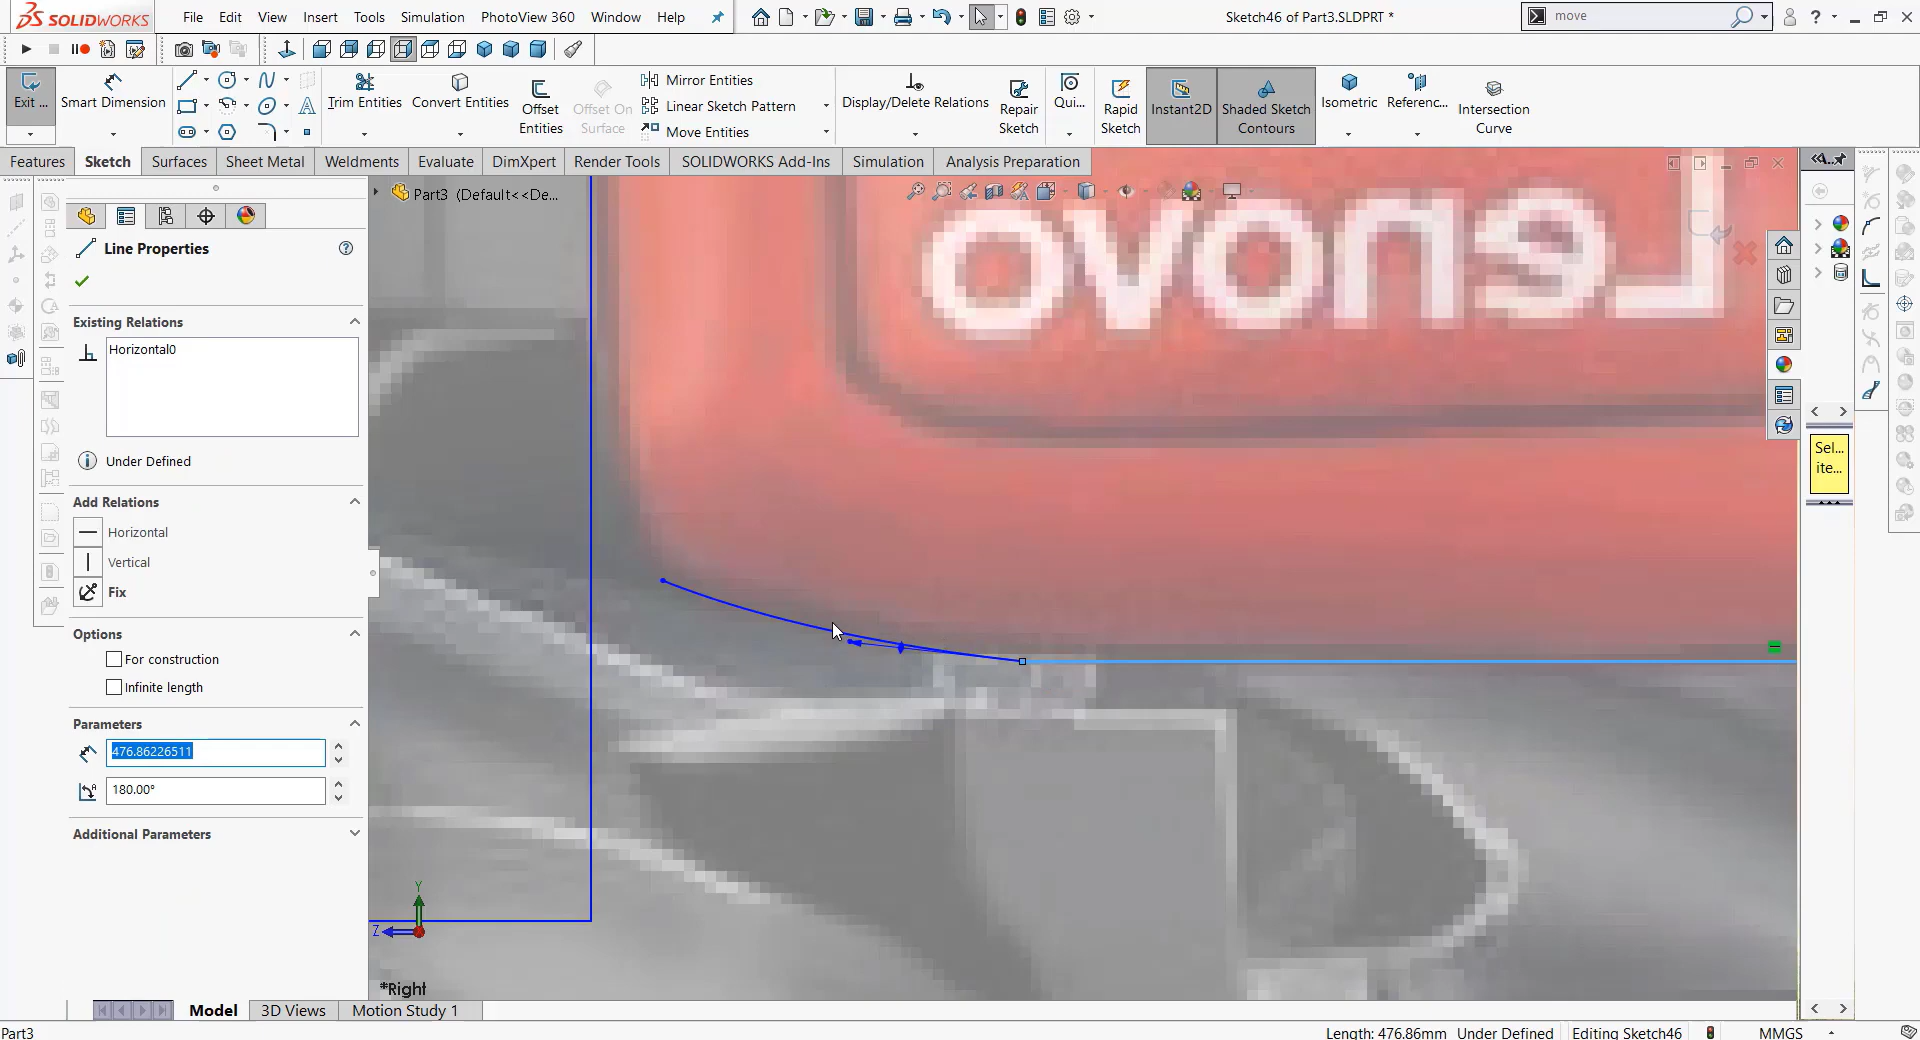 SOLIDWORKS
File
Edit
View
Insert
Tools
Simulation
PhotoView 360
Window
Help
Sketch46 of Part3.SLDPRT *
move
Exit ...
Smart Dimension
Trim Entities
Convert Entities
Offset
Entities
Offset On
Surface
Mirror Entities
Linear Sketch Pattern
Move Entities
Display/Delete Relations
Repair
Sketch
Qui...
Rapid
Sketch
Instant2D
Shaded Sketch
Contours
Isometric
Referenc...
Intersection
Curve
Features
Sketch
Surfaces
Sheet Metal
Weldments
Evaluate
DimXpert
Render Tools
SOLIDWORKS Add-Ins
Simulation
Analysis Preparation
Part3 (Default<<De...
Line Properties
Existing Relations
Horizontal0
Under Defined
Add Relations
Horizontal
Vertical
Fix
Options
For construction
Infinite length
Parameters
476.86226511
180.00°
Additional Parameters
Lenovo
Sel...
ite...
Y
Z
*Right
Model
3D Views
Motion Study 1
Part3
Length: 476.86mm
Under Defined
Editing Sketch46
MMGS